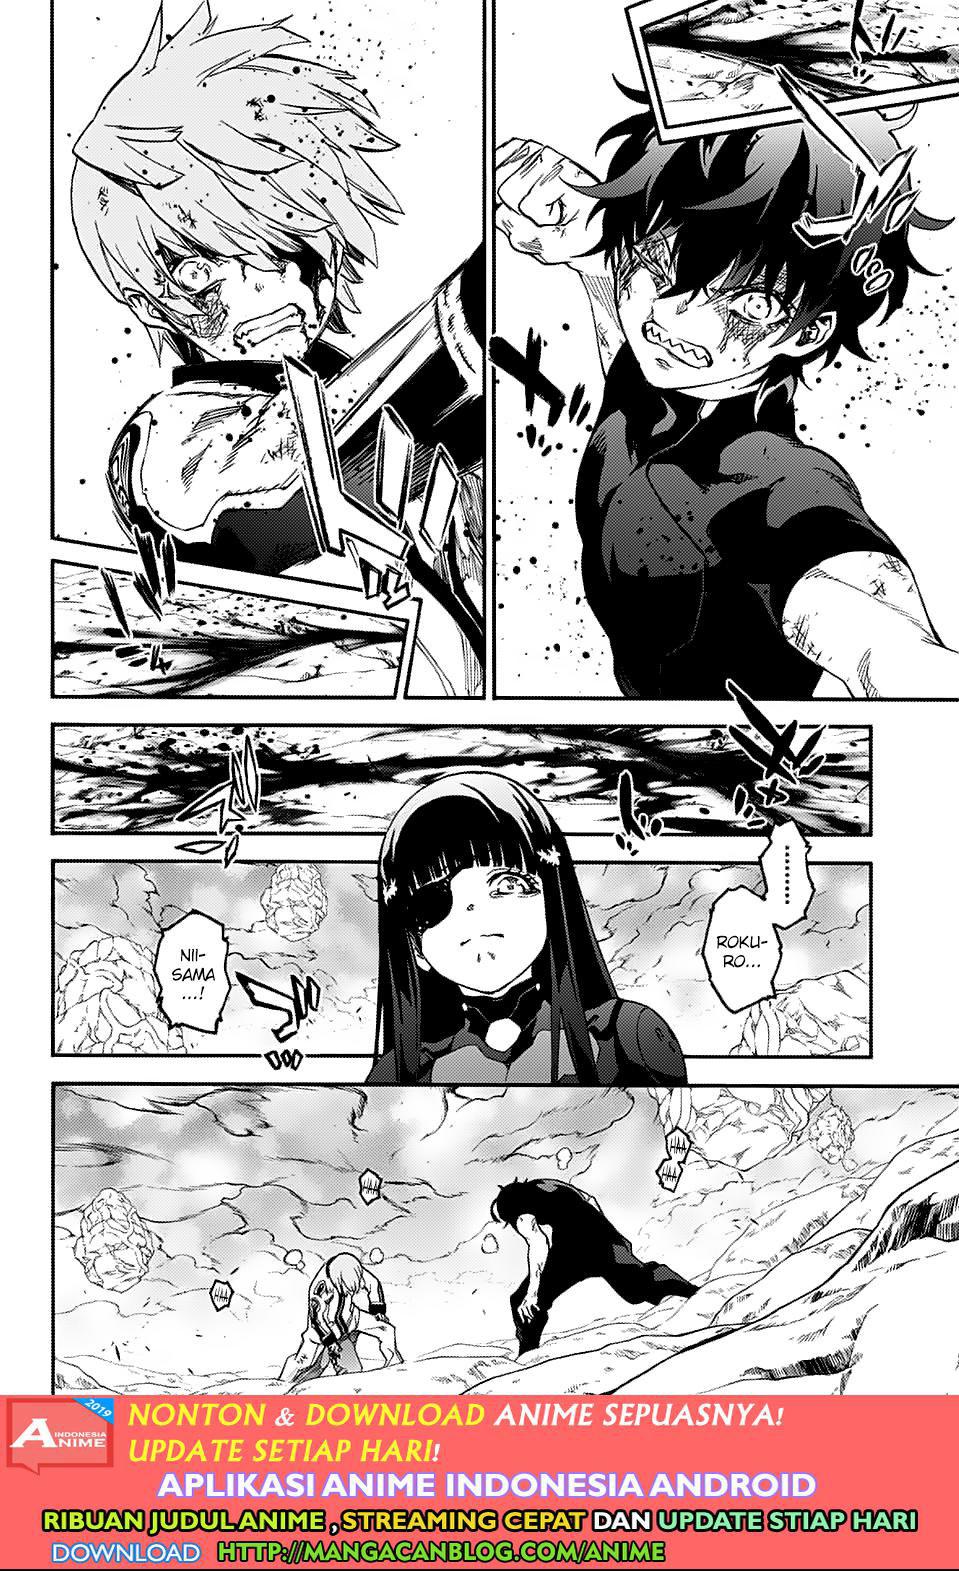 .........
ROKU-
RO...
NII-
SAMA
...!
2019
INDONESIA
ANIME
NONTON & DOWNLOAD ANIME SEPUASNYA!
UPDATE SETIAP HARI!
APLIKASI ANIME INDONESIA ANDROID
RIBUAN JUDUL ANIME , STREAMING CEPAT DAN UPDATE STIAP HARI
DOWNLOAD HTTP://MANGACANBLOG.COM/ANIME